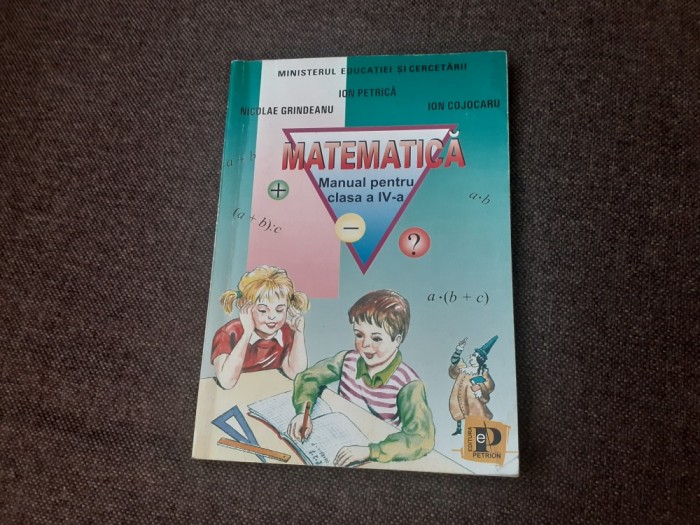 MINISTERUL EDUCAȚIEI ȘI CERCETĂRII
ION PETRICĂ
NICOLAE GRINDEANU
ION COJOCARU
MATEMATICĂ
Manual pentru
clasa a IV-a
a · b
+
a·b
(a + b):c
−
?
a·(b + c)
EDITURA
PETRION